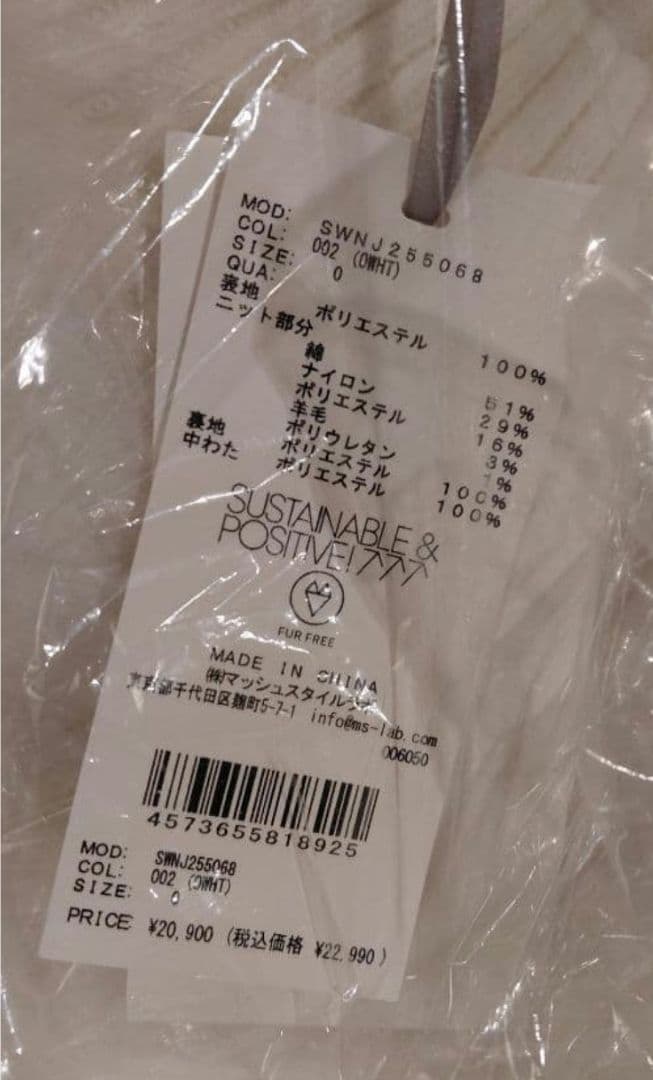 MOD: SWNJ255068
COL: 002 (OWHT)
SIZE: 0
QUA:
表地 ポリエステル 100%
ニット部分
綿 51%
ナイロン 29%
ポリエステル 16%
羊毛 3%
ポリウレタン 1%
裏地 ポリエステル 100%
中わた ポリエステル 100%
SUSTAINABLE &
POSITIVE!
FUR FREE
MADE IN CHINA
㈱マッシュスタイルラボ
東京都千代田区麹町5-7-1 info@ms-lab.com
006050
4573655818925
MOD: SWNJ255068
COL: 002 (OWHT)
SIZE: 0
PRICE ¥20,900 (税込価格 ¥22,990)